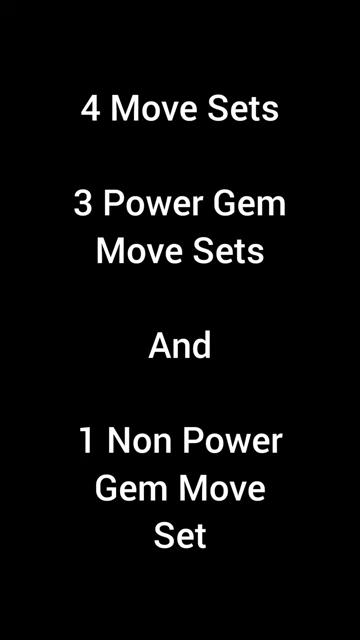 4 Move Sets
3 Power Gem
Move Sets
And
1 Non Power
Gem Move
Set